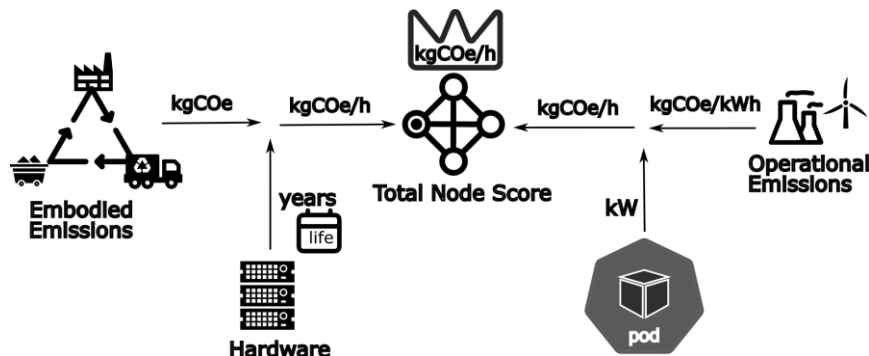 kgCOe/h
kgCOe
kgCOe/h
kgCOe/h
kgCOe/kWh
Embodied
Emissions
years
life
Total Node Score
kW
Operational
Emissions
Hardware
pod